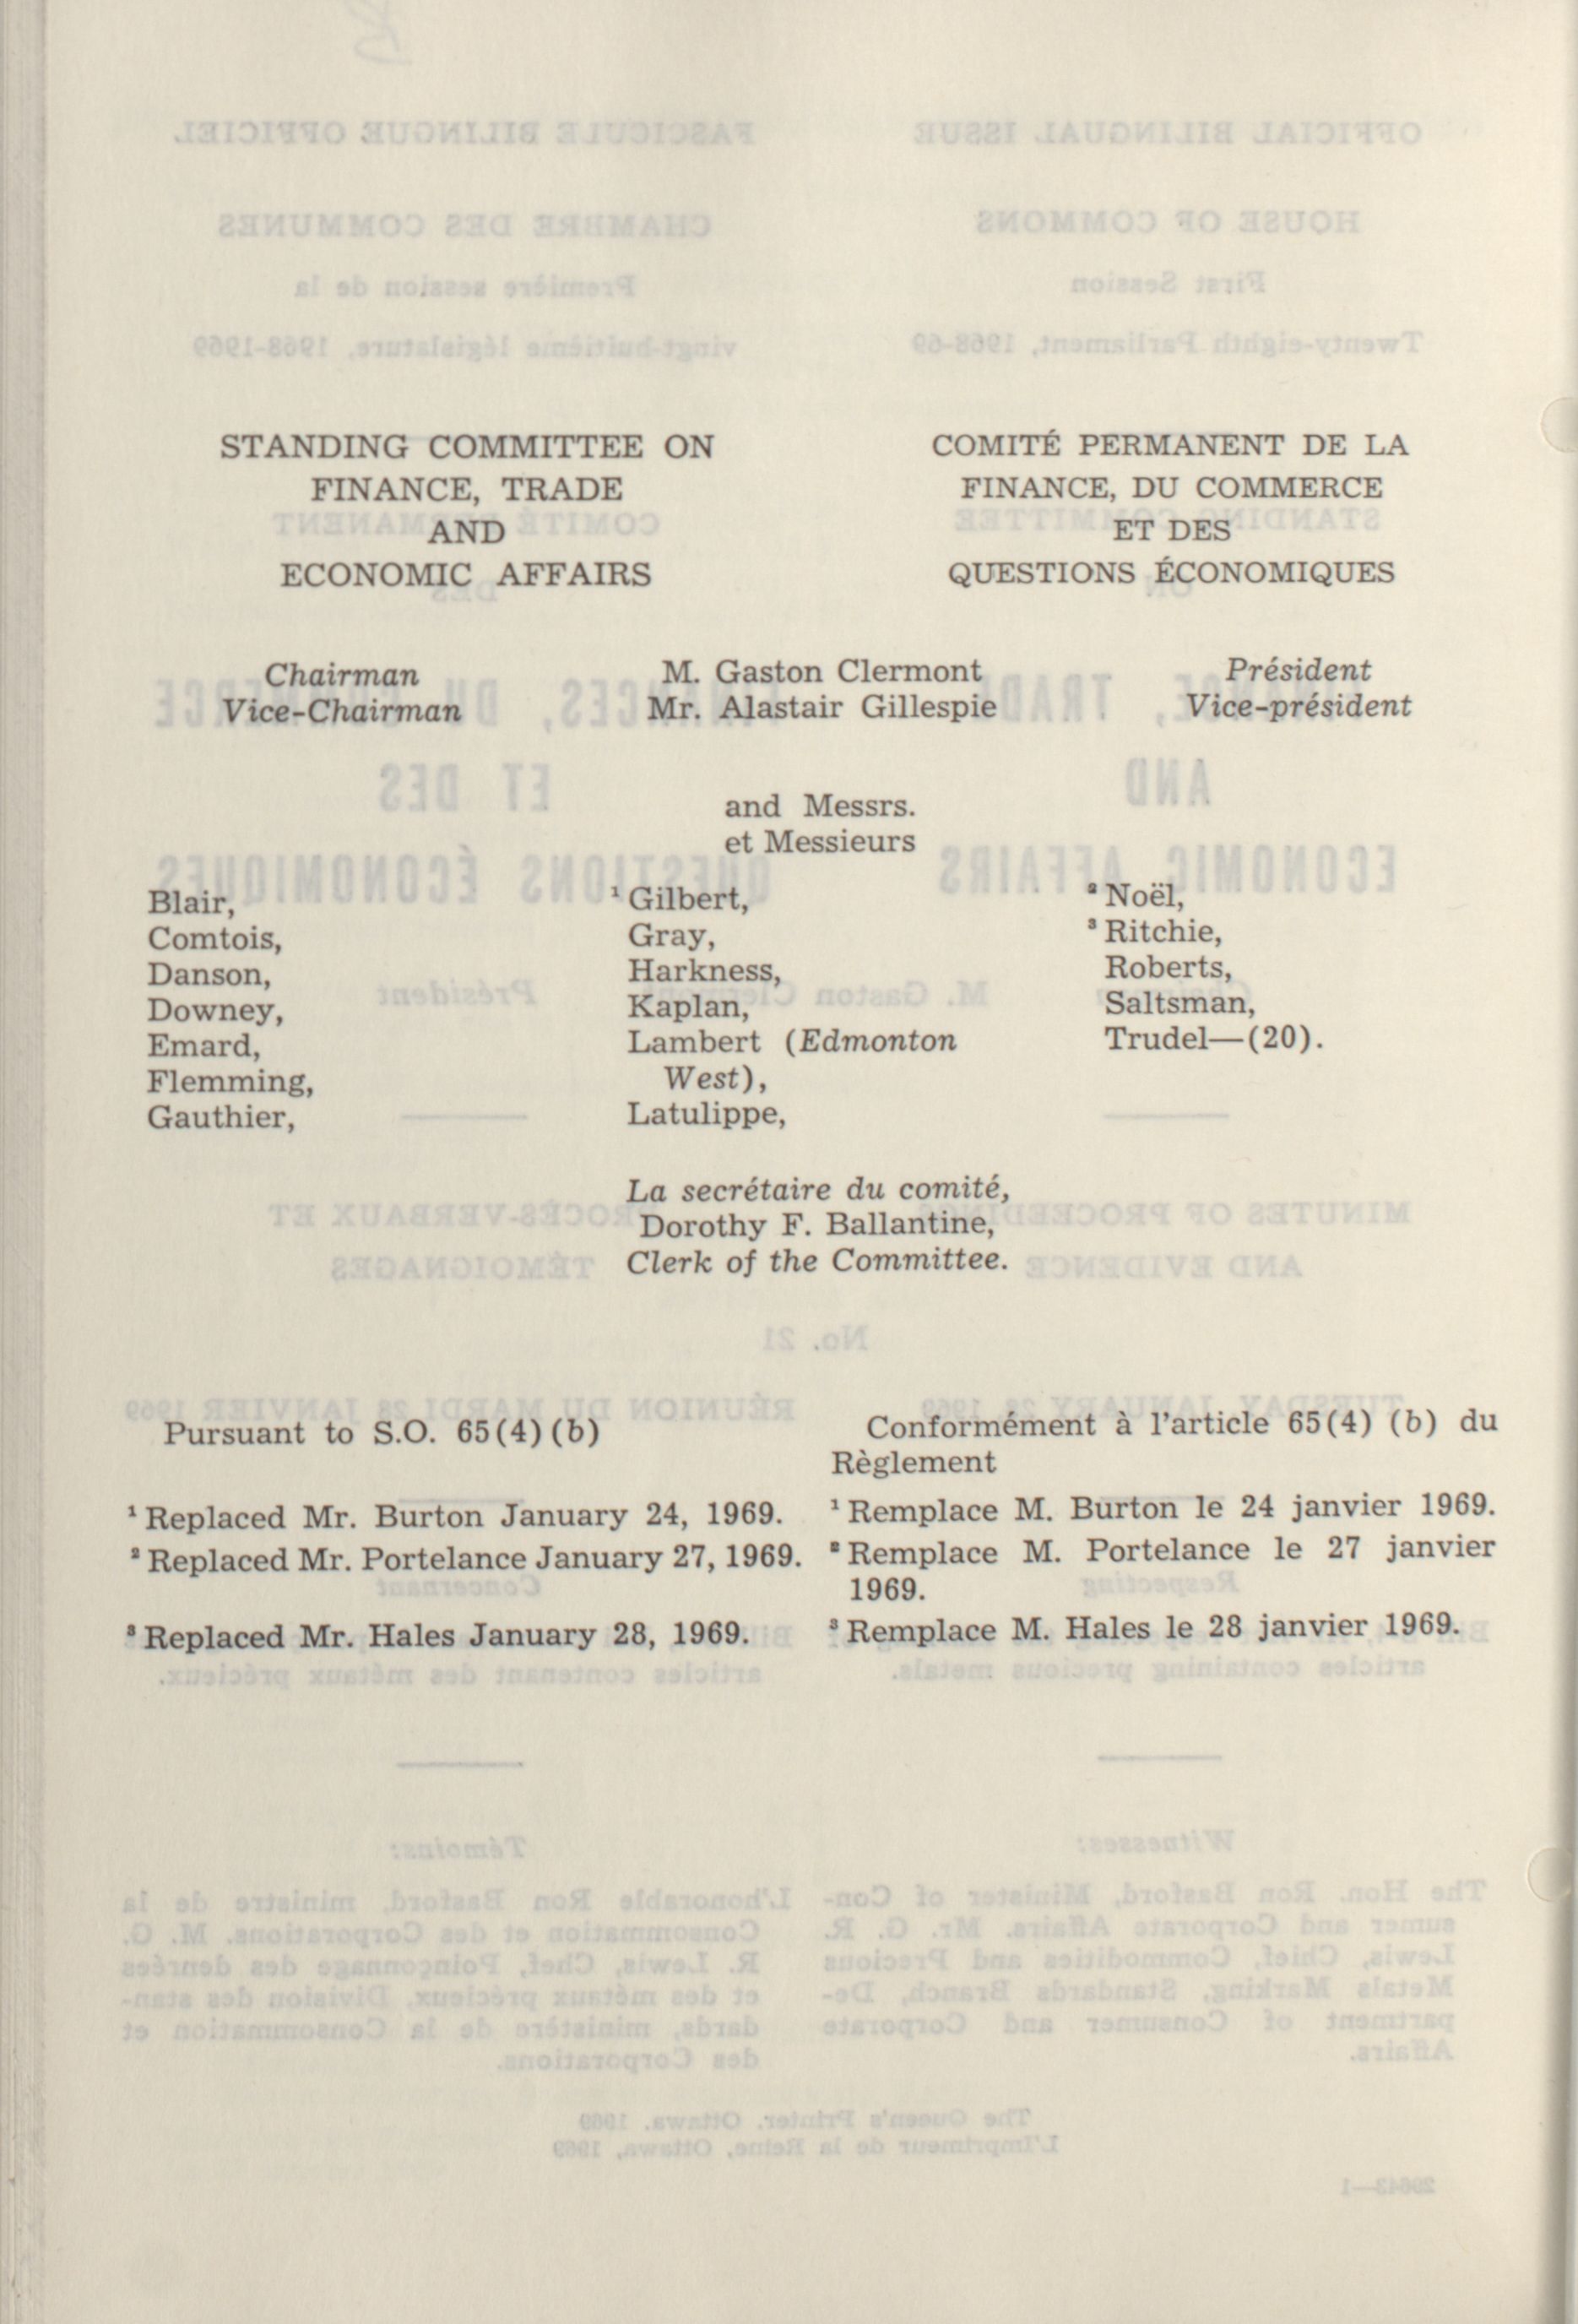 STANDING COMMITTEE ON
FINANCE, TRADE
AND
ECONOMIC AFFAIRS
COMITÉ PERMANENT DE LA
FINANCE, DU COMMERCE
ET DES
QUESTIONS ÉCONOMIQUES
Chairman M. Gaston Clermont Président
Vice-Chairman Mr. Alastair Gillespie Vice-président
and Messrs.
et Messieurs
Blair,
Comtois,
Danson,
Downey,
Emard,
Flemming,
Gauthier,
¹ Gilbert,
Gray,
Harkness,
Kaplan,
Lambert (Edmonton
West),
Latulippe,
² Noël,
³ Ritchie,
Roberts,
Saltsman,
Trudel—(20).
La secrétaire du comité,
Dorothy F. Ballantine,
Clerk of the Committee.
Pursuant to S.O. 65(4)(b)
¹ Replaced Mr. Burton January 24, 1969.
² Replaced Mr. Portelance January 27, 1969.
³ Replaced Mr. Hales January 28, 1969.
Conformément à l'article 65(4) (b) du
Règlement
¹ Remplace M. Burton le 24 janvier 1969.
² Remplace M. Portelance le 27 janvier
1969.
³ Remplace M. Hales le 28 janvier 1969.